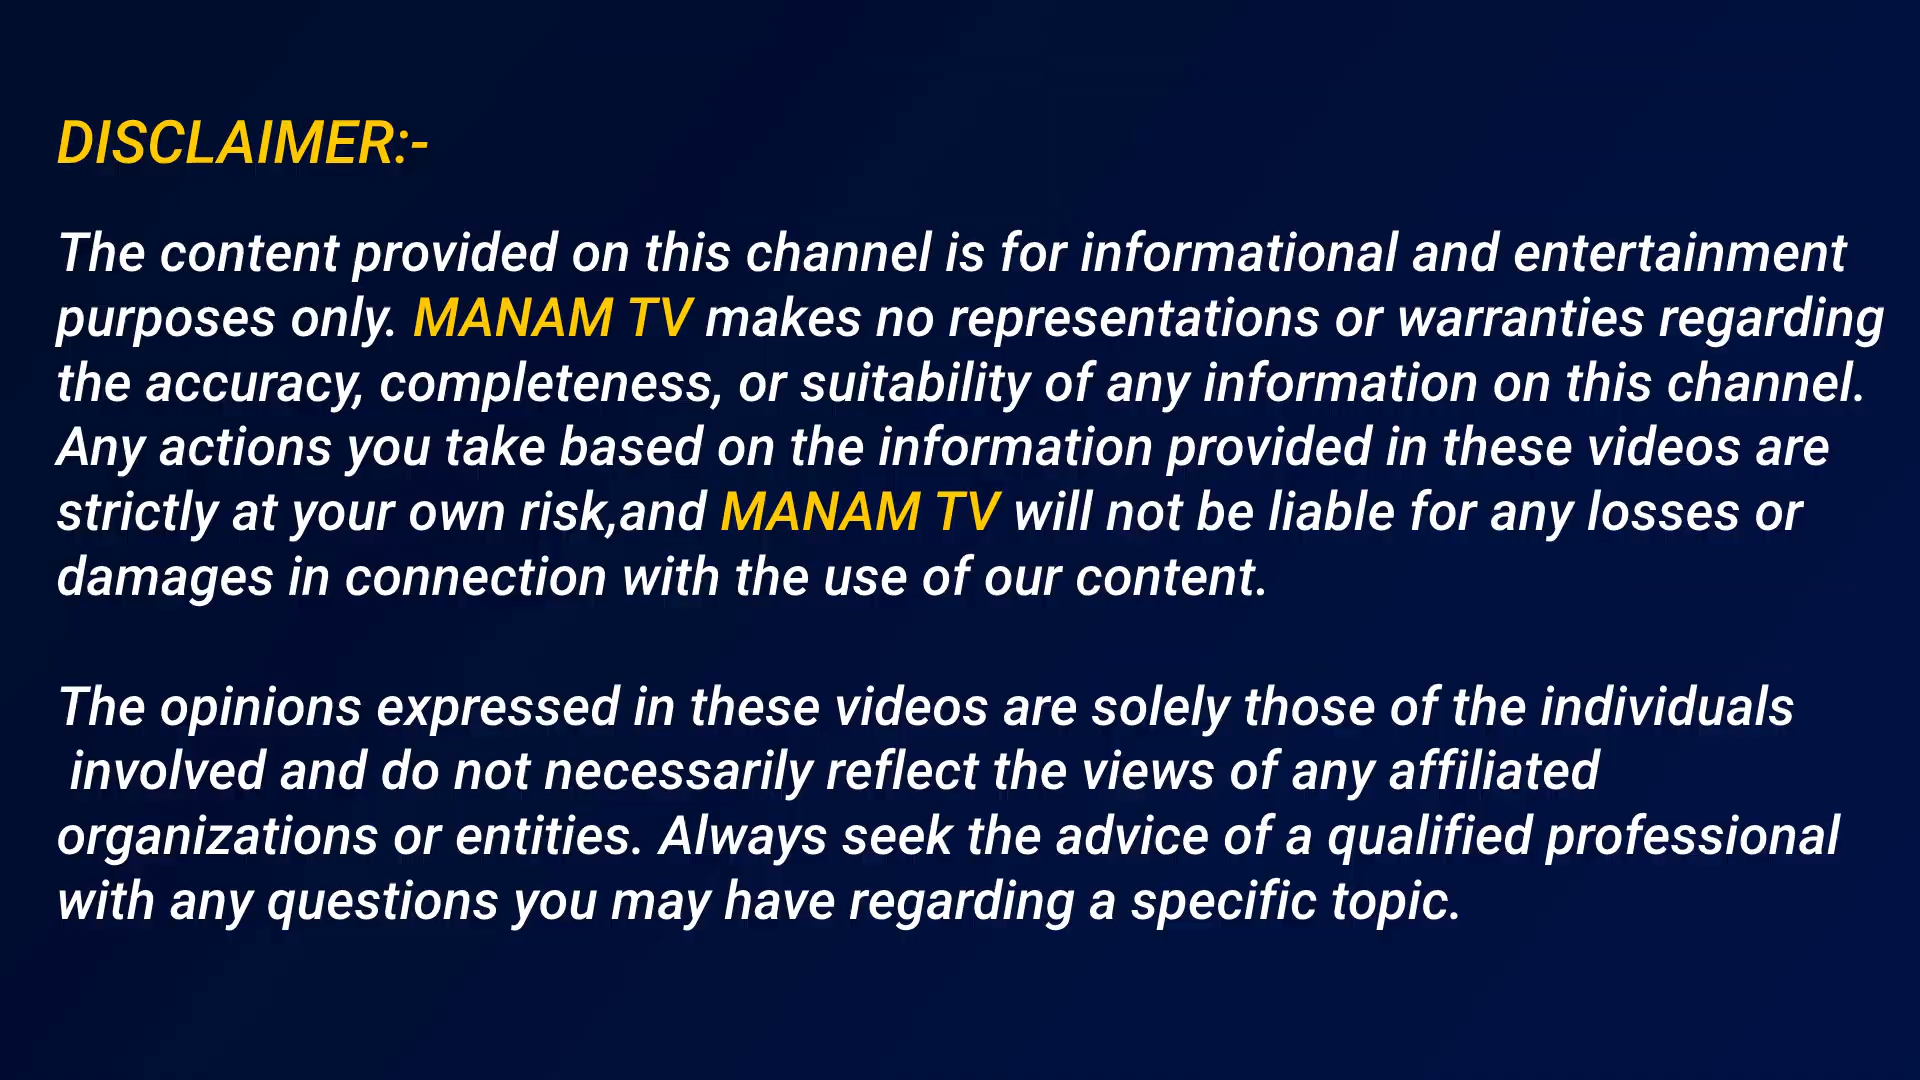 DISCLAIMER:-
The content provided on this channel is for informational and entertainment
purposes only. MANAM TV makes no representations or warranties regarding
the accuracy, completeness, or suitability of any information on this channel.
Any actions you take based on the information provided in these videos are
strictly at your own risk,and MANAM TV will not be liable for any losses or
damages in connection with the use of our content.
The opinions expressed in these videos are solely those of the individuals
involved and do not necessarily reflect the views of any affiliated
organizations or entities. Always seek the advice of a qualified professional
with any questions you may have regarding a specific topic.